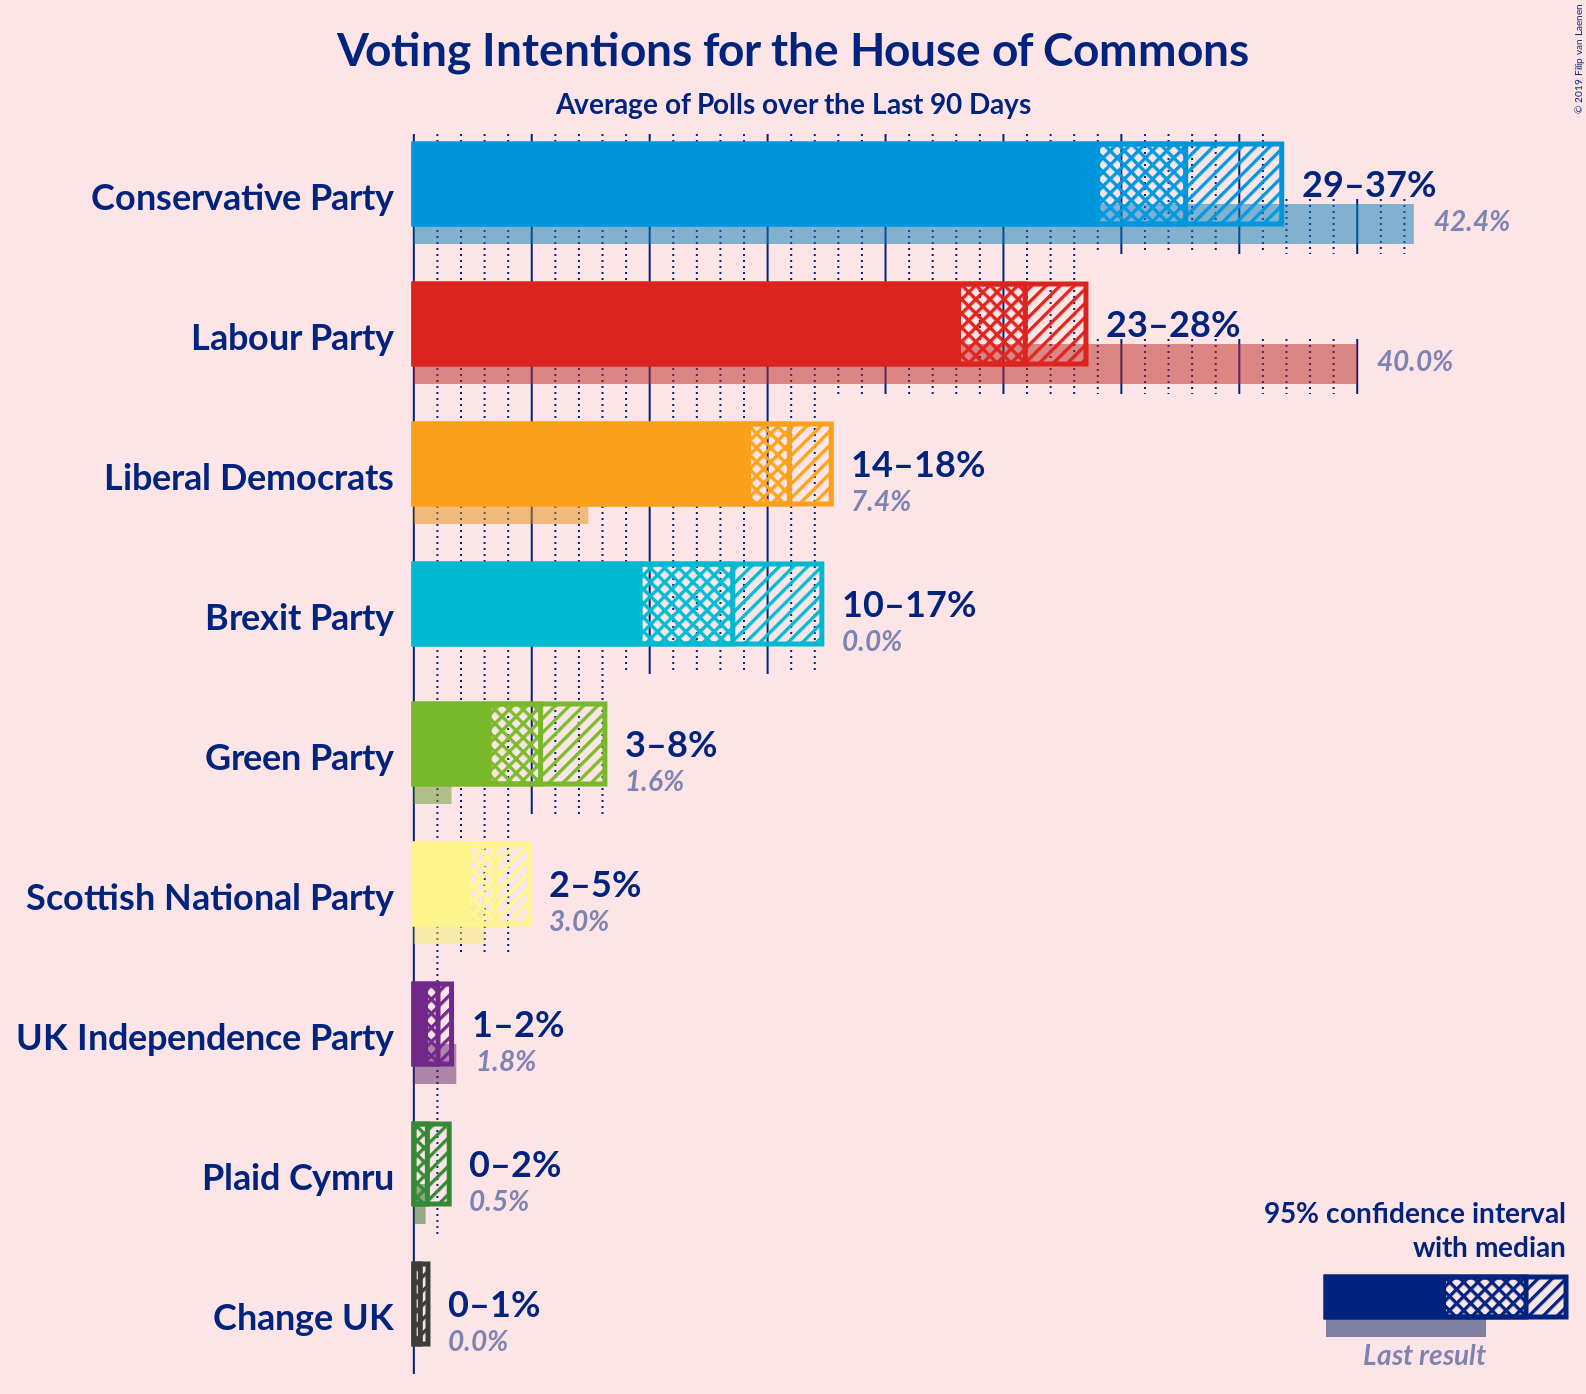 Voting Intentions for the House of Commons
Average of Polls over the Last 90 Days
© 2019 Filip van Laenen
Conservative Party
29–37%
42.4%
Labour Party
23–28%
40.0%
Liberal Democrats
14–18%
7.4%
Brexit Party
10–17%
0.0%
Green Party
3–8%
1.6%
Scottish National Party
2–5%
3.0%
UK Independence Party
1–2%
1.8%
Plaid Cymru
0–2%
0.5%
Change UK
0–1%
0.0%
95% confidence interval
with median
Last result